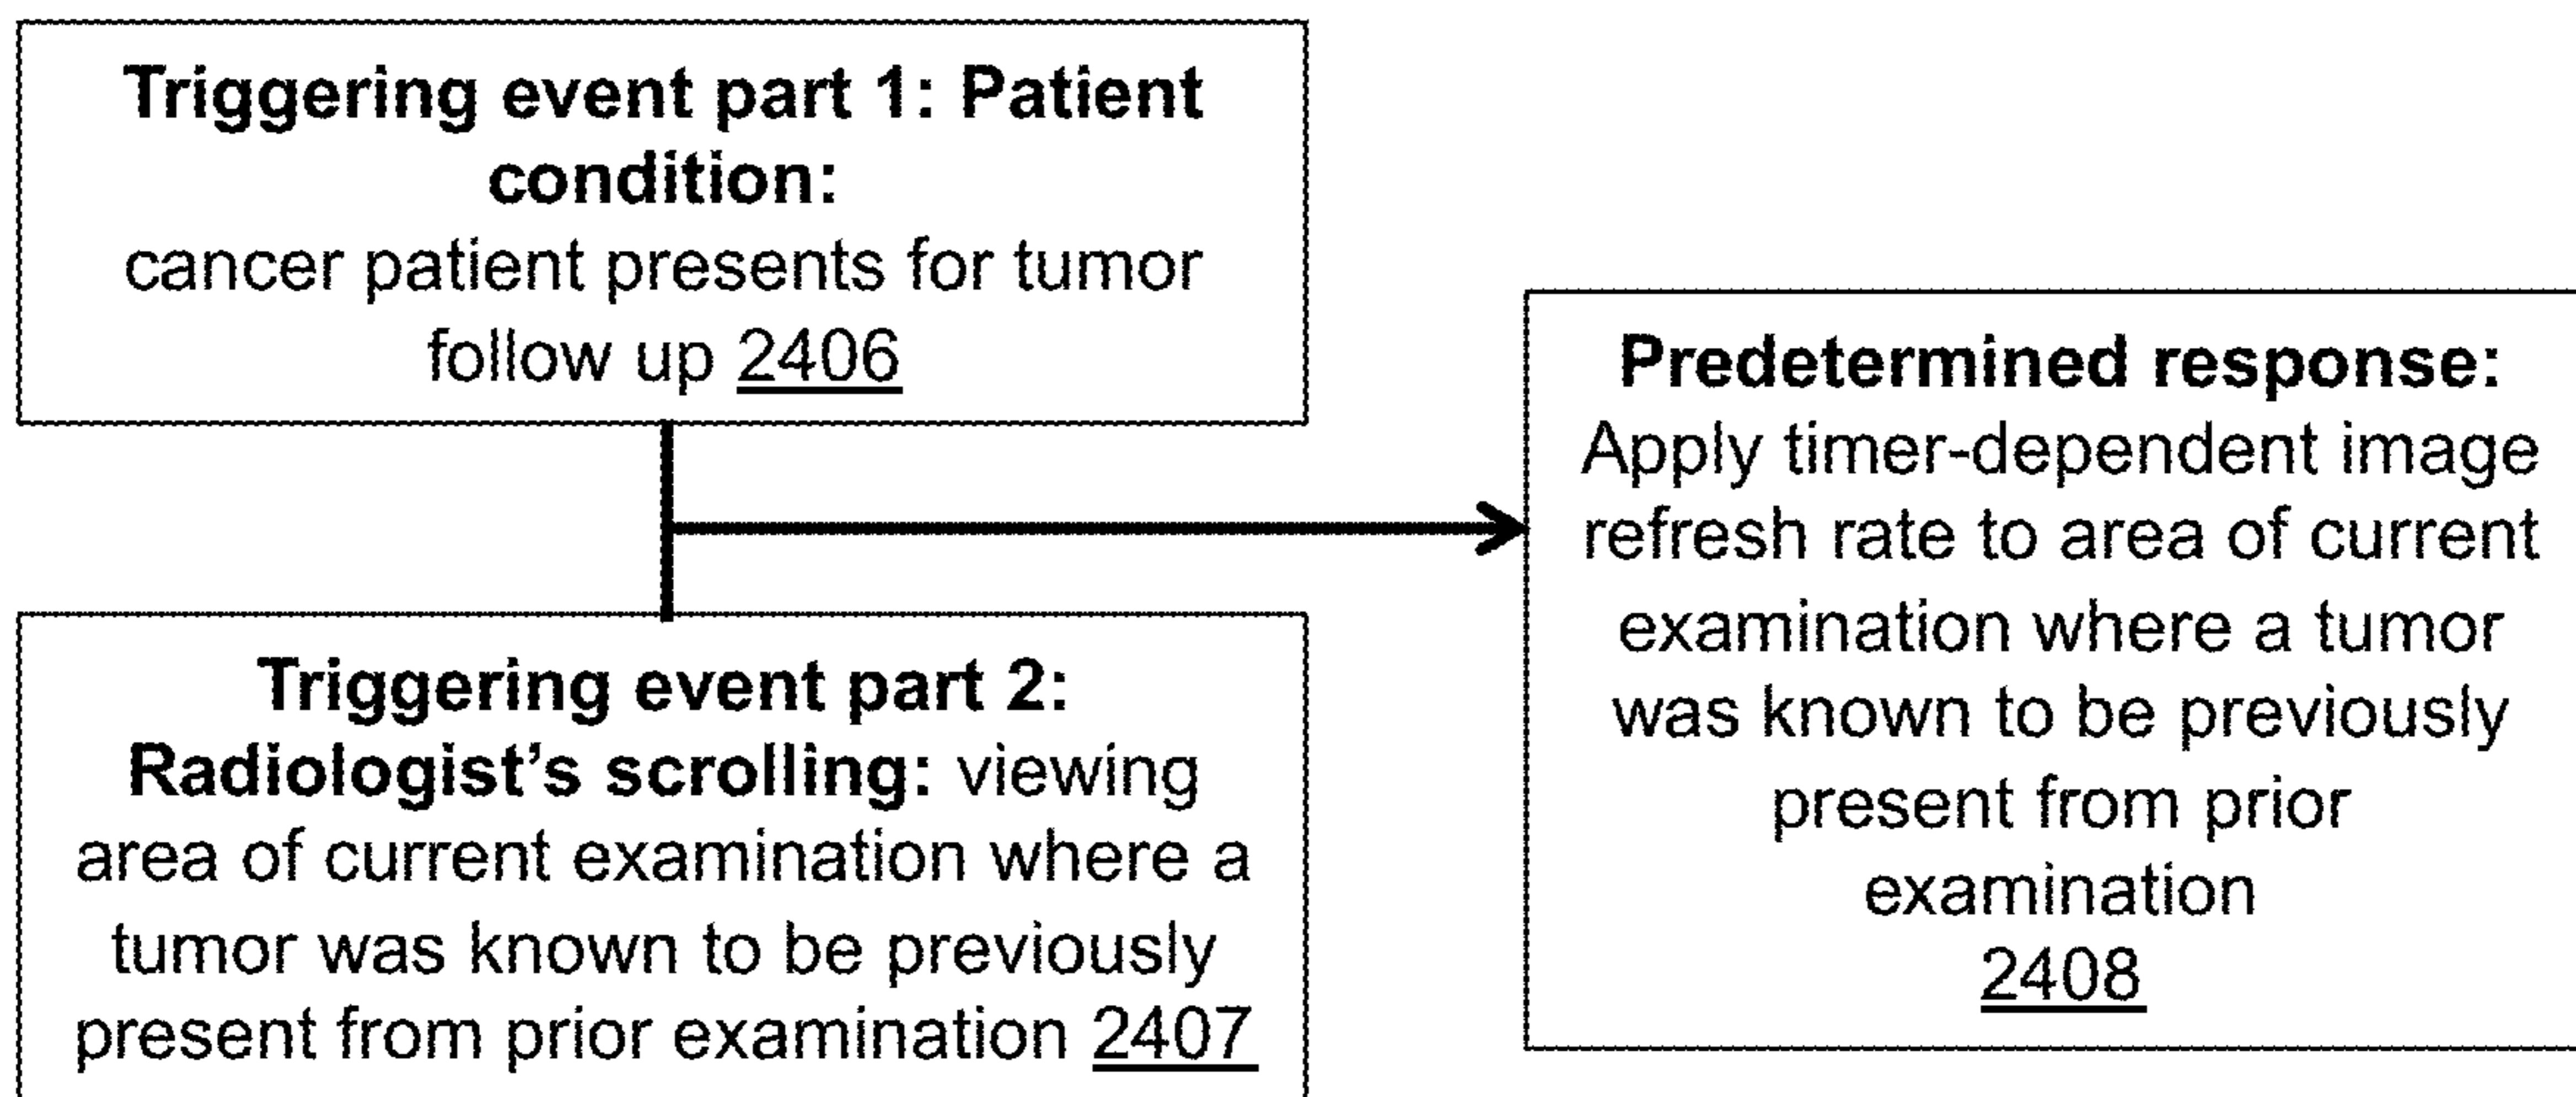 Triggering event part 1: Patient
condition:
cancer patient presents for tumor
follow up 2406
Triggering event part 2:
Radiologist’s scrolling: viewing
area of current examination where a
tumor was known to be previously
present from prior examination 2407
Predetermined response:
Apply timer-dependent image
refresh rate to area of current
examination where a tumor
was known to be previously
present from prior
examination
2408